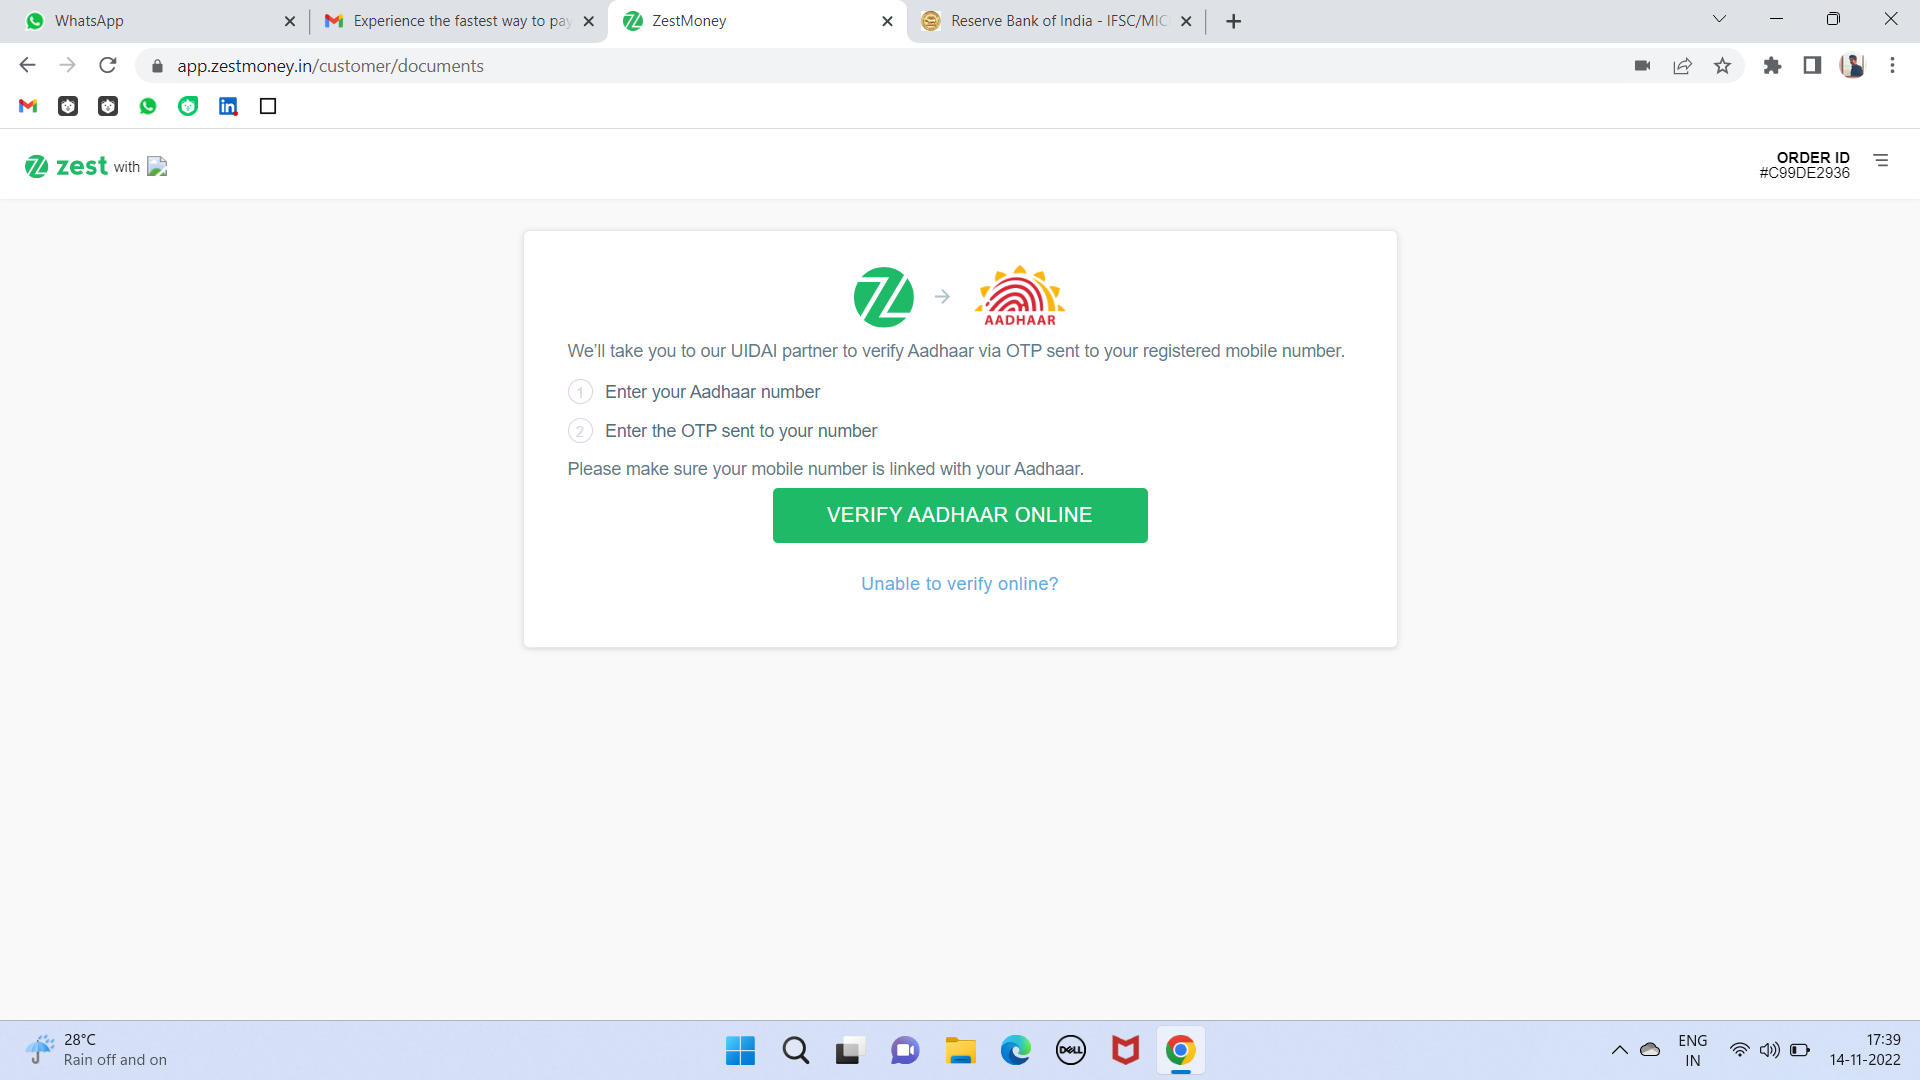 WhatsApp
Experience the fastest way to pay
ZestMoney
Reserve Bank of India - IFSC/MIC
app.zestmoney.in/customer/documents
zest with
ORDER ID
#C99DE2936
AADHAAR
We'll take you to our UIDAI partner to verify Aadhaar via OTP sent to your registered mobile number.
1 Enter your Aadhaar number
2 Enter the OTP sent to your number
Please make sure your mobile number is linked with your Aadhaar.
VERIFY AADHAAR ONLINE
Unable to verify online?
28°C
Rain off and on
DELL
ENG
IN
17:39
14-11-2022